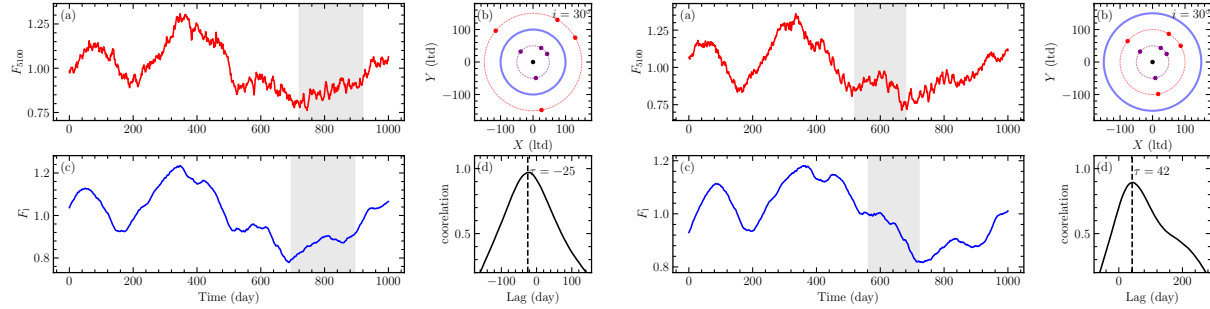 (a)
1.25
1.00
0.75
F5100
0 200 400 600 800 1000
(b) i = 30°
100
0
−100
Y (ltd)
−100 0 100
X (ltd)
(c)
1.2
1.0
0.8
Fl
0 200 400 600 800 1000
Time (day)
(d) τ = −25
0.5
coorelation
−100 0 100
Lag (day)
(a)
1.25
1.00
0.75
F5100
0 200 400 600 800 1000
(b) i = 30°
100
0
−100
Y (ltd)
−100 0 100
X (ltd)
(c)
1.2
1.0
0.8
Fl
0 200 400 600 800 1000
Time (day)
(d) τ = 42
0.5
coorelation
0 200
Lag (day)